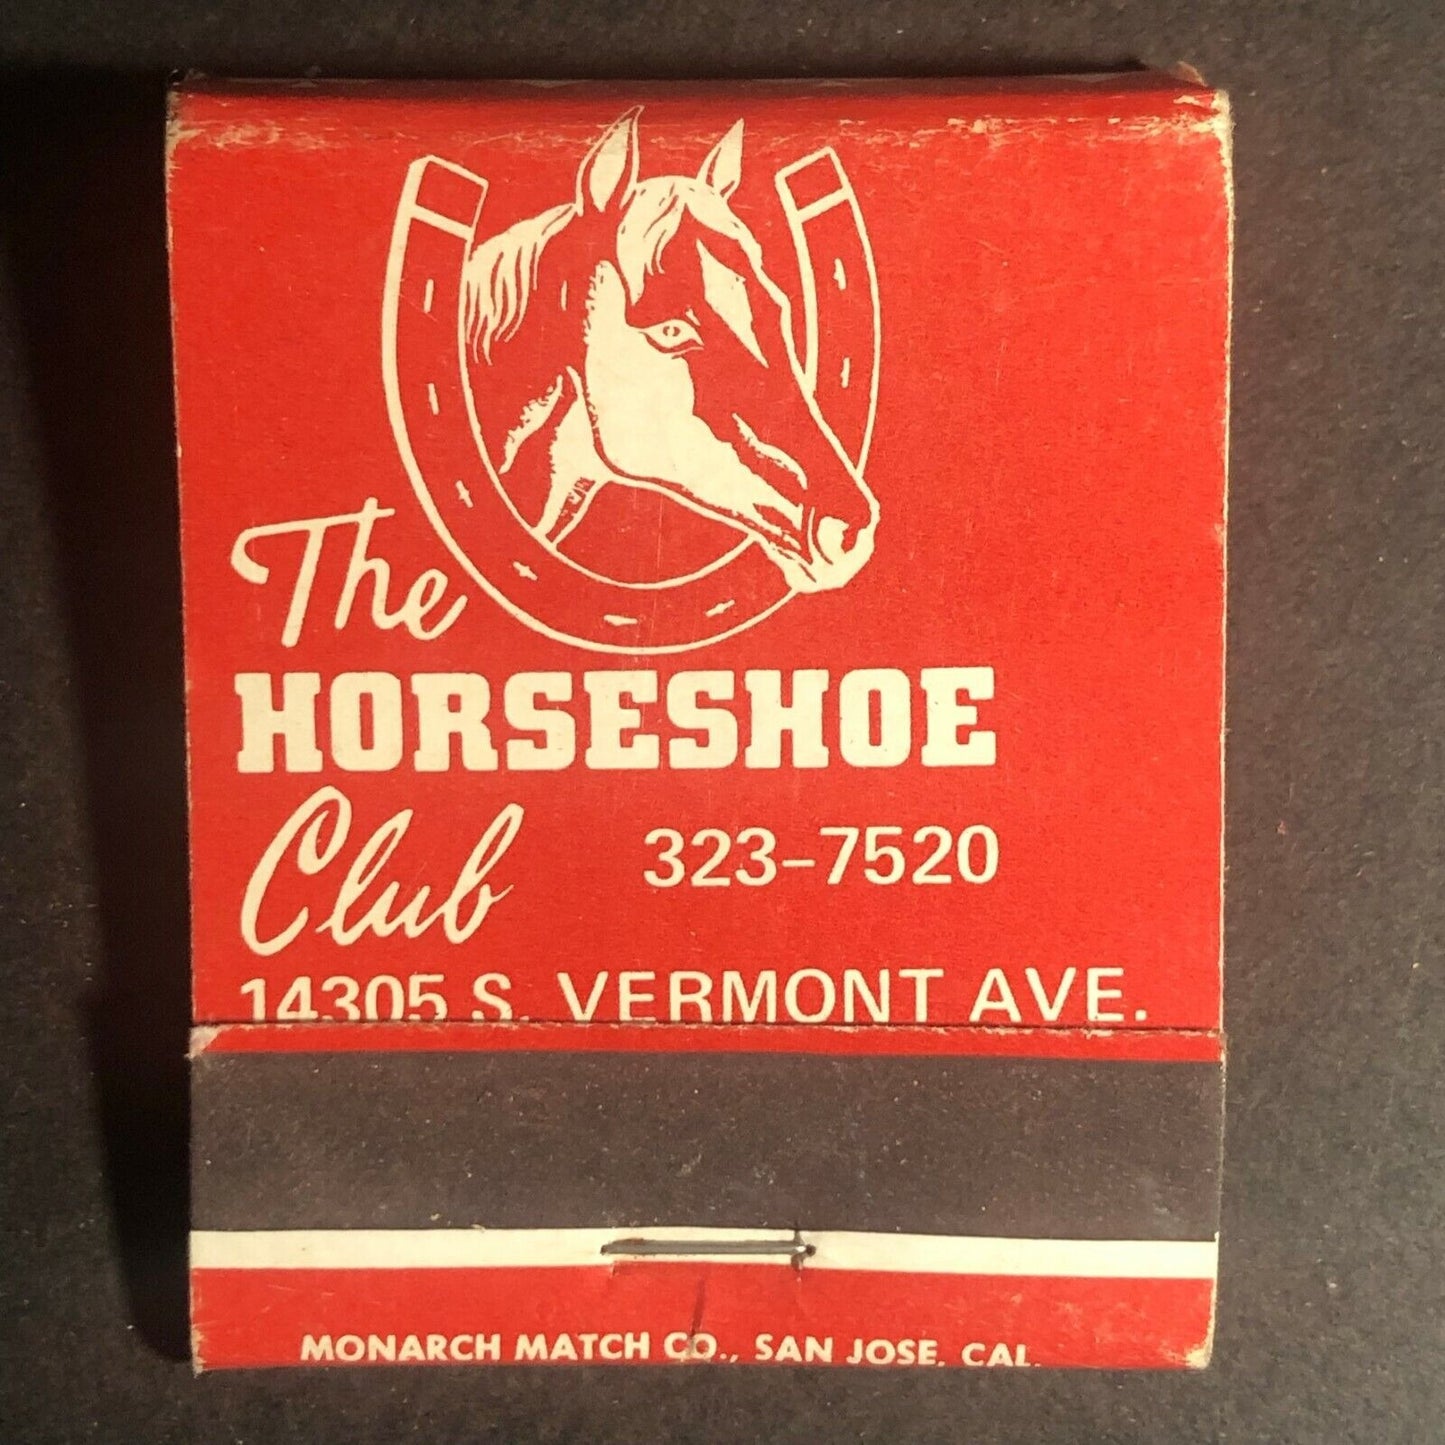 The
HORSESHOE
Club 323-7520
14305 S. VERMONT AVE.
MONARCH MATCH CO., SAN JOSE, CAL.